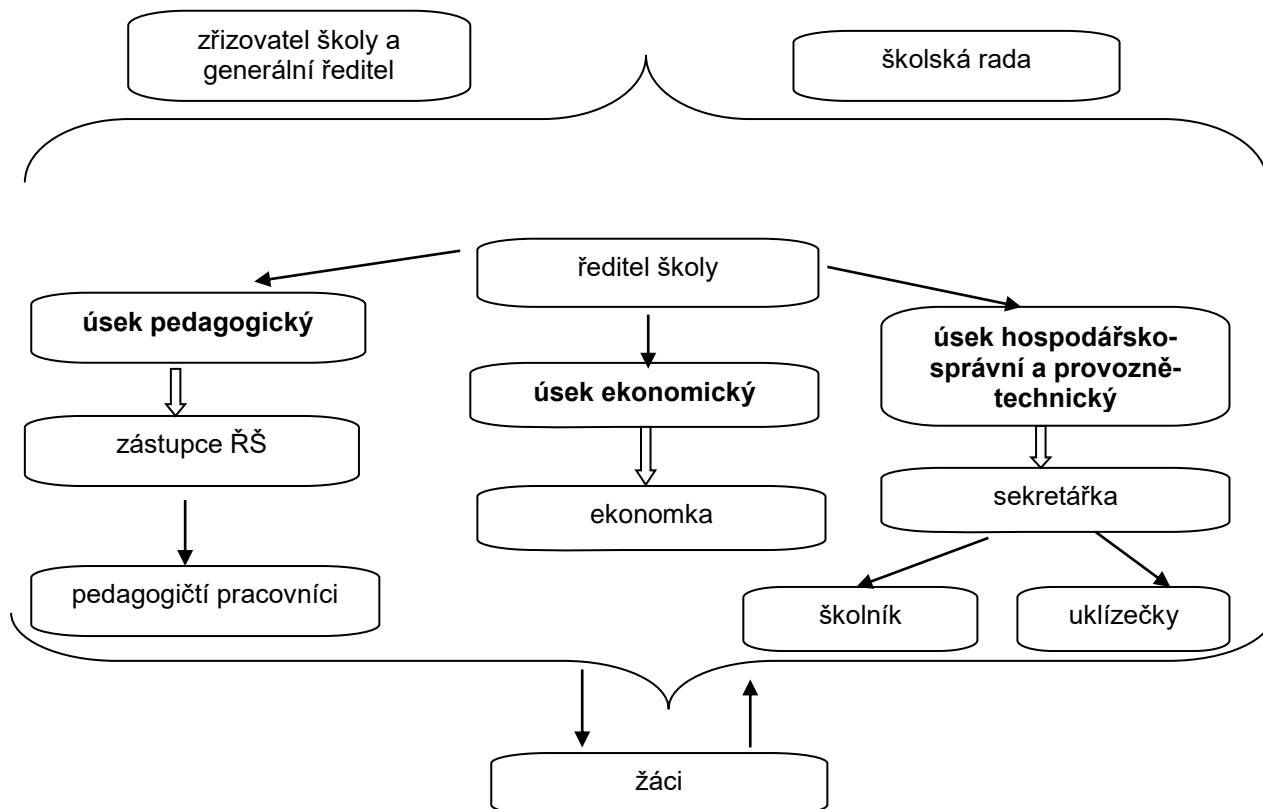 zřizovatel školy a
generální ředitel
školská rada
ředitel školy
úsek pedagogický
úsek ekonomický
úsek hospodářsko-
správní a provozně-
technický
zástupce ŘŠ
ekonomka
sekretářka
pedagogičtí pracovníci
školník
uklízečky
žáci